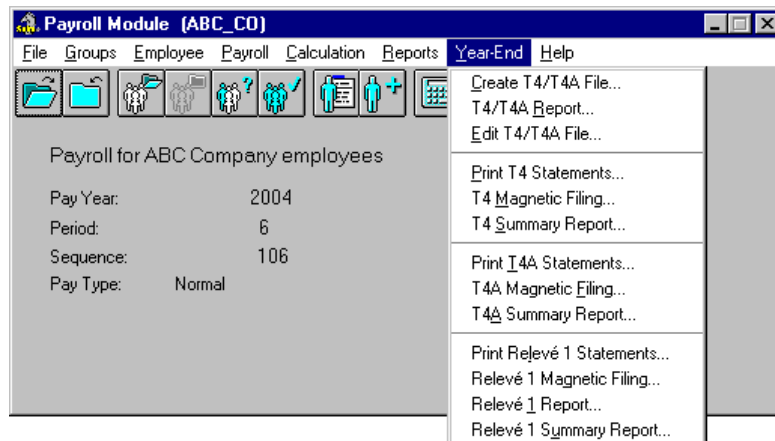 Payroll Module (ABC_CO)
File Groups Employee Payroll Calculation Reports Year-End Help
Create T4/T4A File...
T4/T4A Report...
Edit T4/T4A File...
Print T4 Statements...
T4 Magnetic Filing...
T4 Summary Report...
Print T4A Statements...
T4A Magnetic Filing...
T4A Summary Report...
Print Relevé 1 Statements...
Relevé 1 Magnetic Filing...
Relevé 1 Report...
Relevé 1 Summary Report...
Payroll for ABC Company employees
Pay Year: 2004
Period: 6
Sequence: 106
Pay Type: Normal